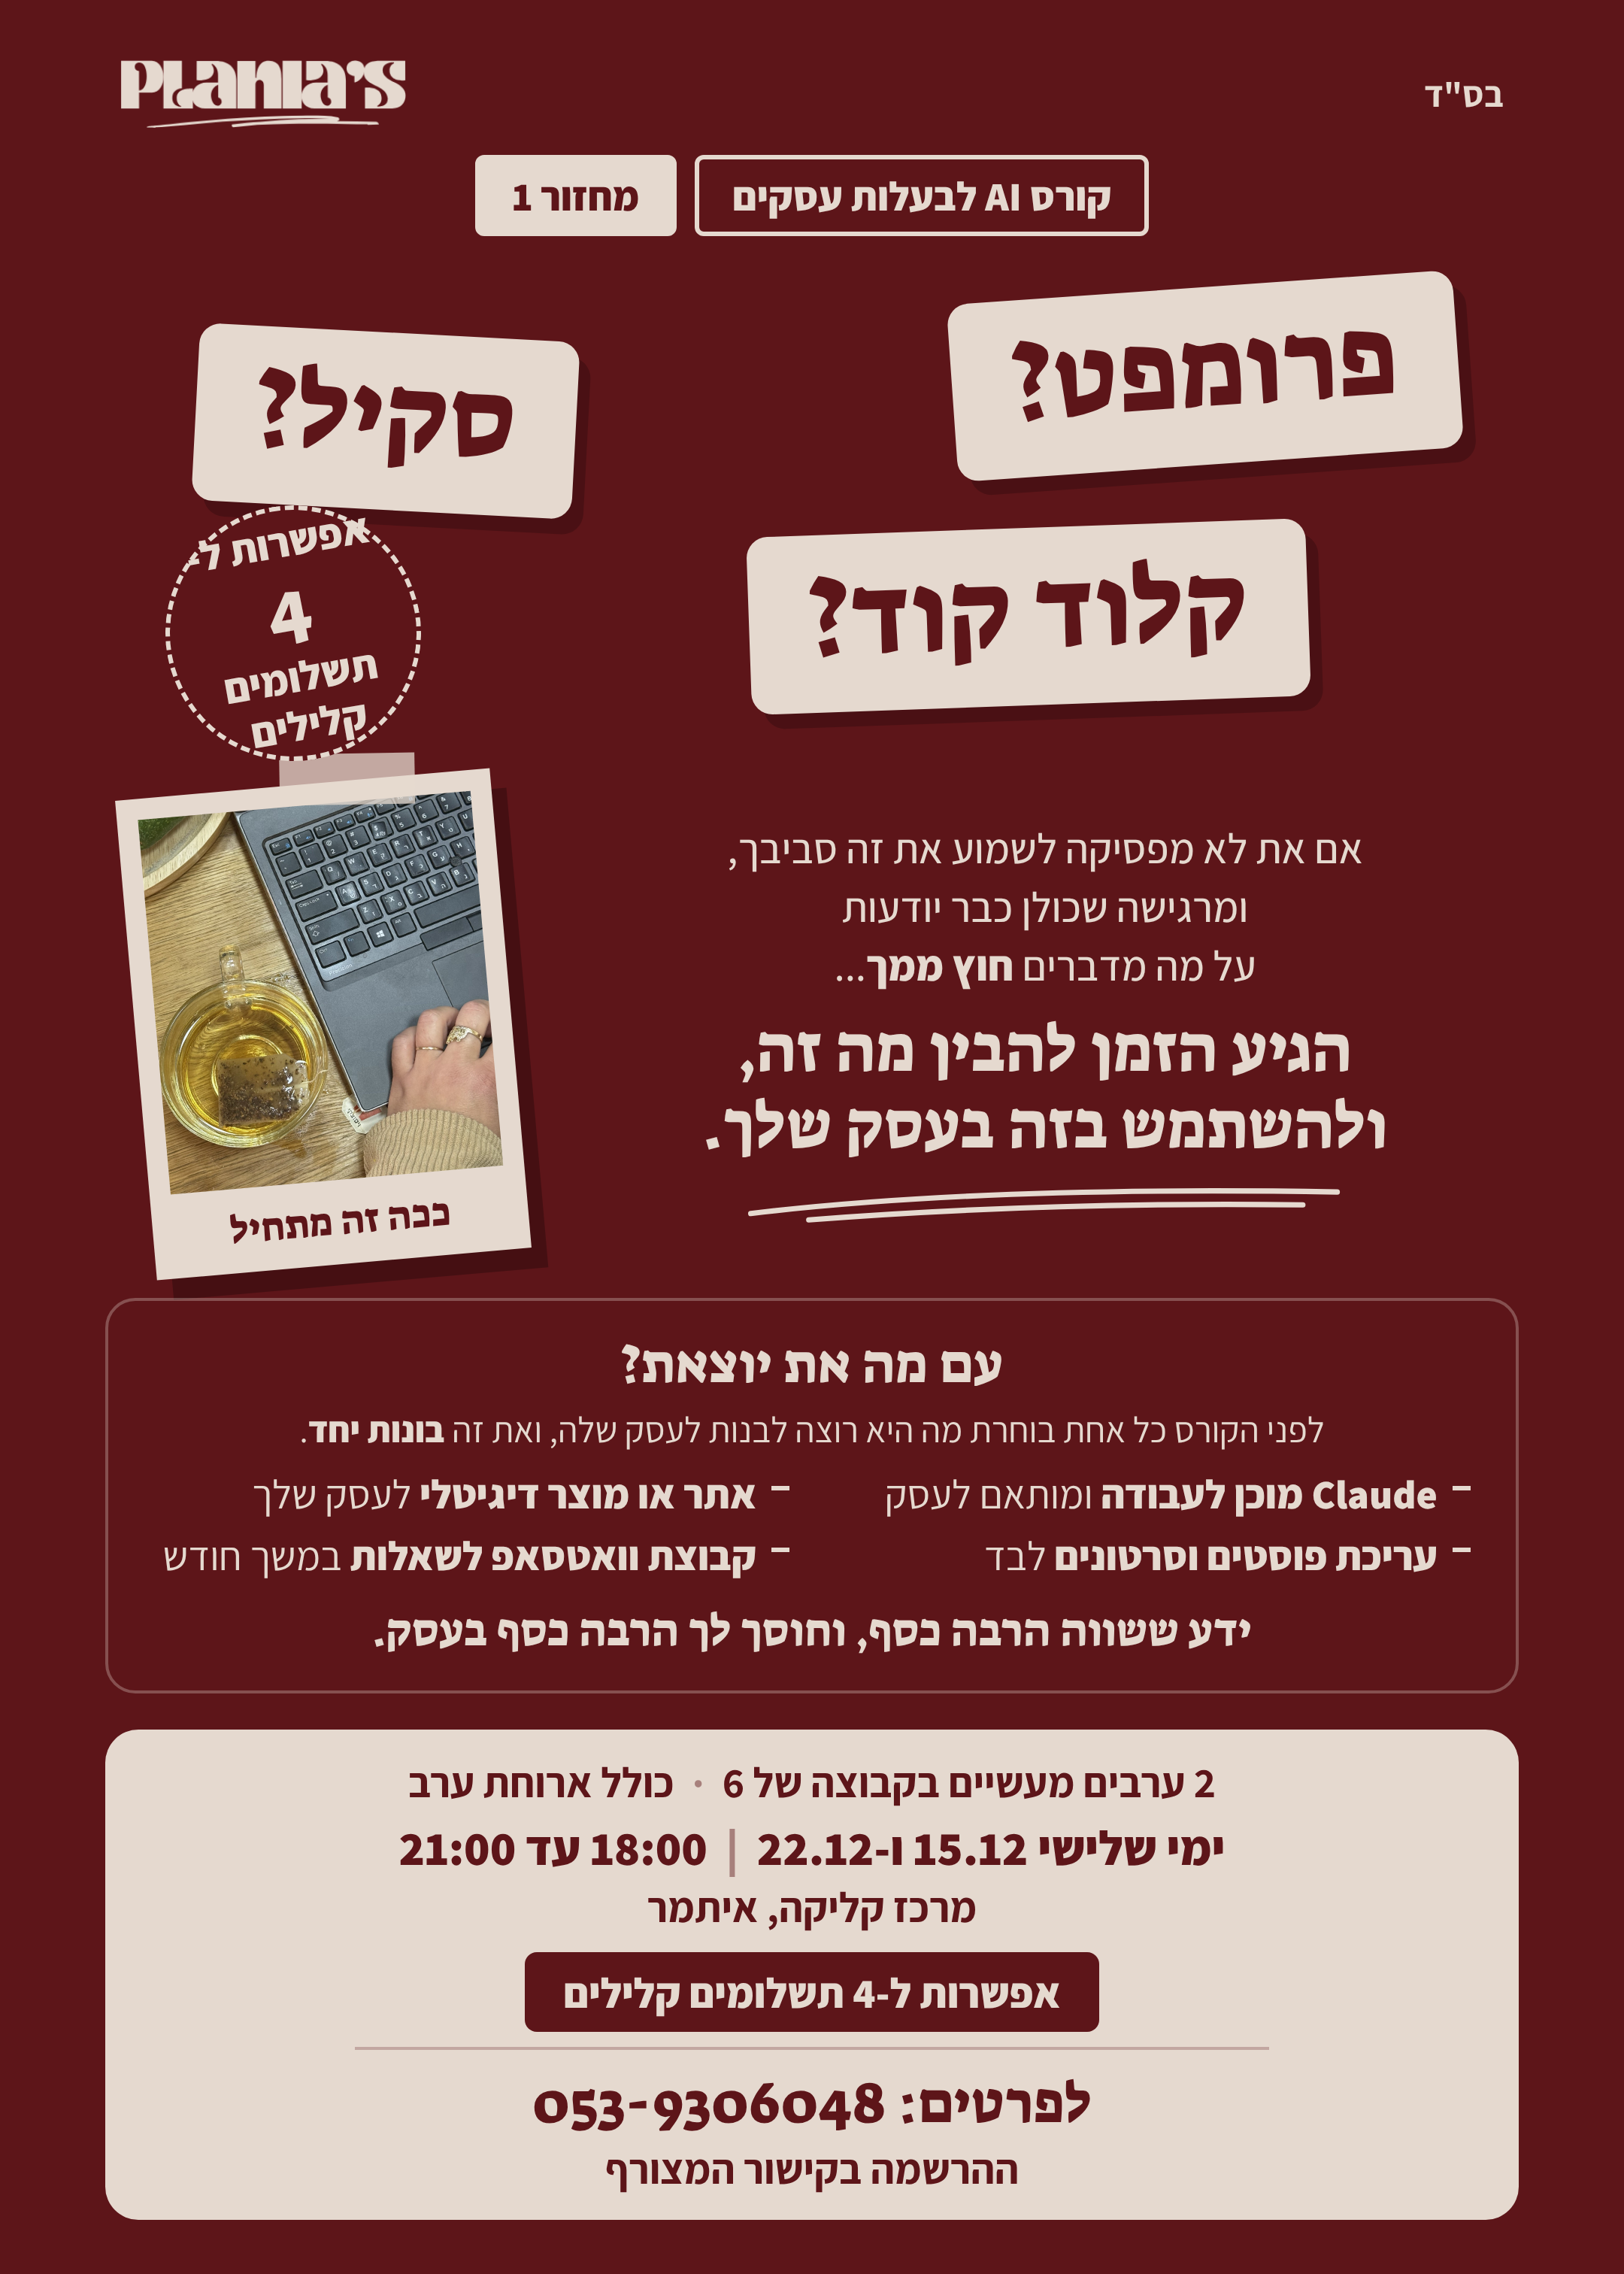 בס"ד
PLANIA'S
קורס AI לבעלות עסקים
מחזור 1
פרומפט?
סקיל?
קלוד קוד?
אפשרות ל-
4
תשלומים
קלילים
אם את לא מפסיקה לשמוע את זה סביבך,
ומרגישה שכולן כבר יודעות
על מה מדברים חוץ ממך...
הגיע הזמן להבין מה זה,
ולהשתמש בזה בעסק שלך.
ככה זה מתחיל
עם מה את יוצאת?
לפני הקורס כל אחת בוחרת מה היא רוצה לבנות לעסק שלה, ואת זה בונות יחד.
– Claude מוכן לעבודה ומותאם לעסק
– אתר או מוצר דיגיטלי לעסק שלך
– עריכת פוסטים וסרטונים לבד
– קבוצת וואטסאפ לשאלות במשך חודש
ידע ששווה הרבה כסף, וחוסך לך הרבה כסף בעסק.
2 ערבים מעשיים בקבוצה של 6 • כולל ארוחת ערב
ימי שלישי 15.12 ו-22.12 | 18:00 עד 21:00
מרכז קליקה, איתמר
אפשרות ל-4 תשלומים קלילים
לפרטים: 053-9306048
ההרשמה בקישור המצורף